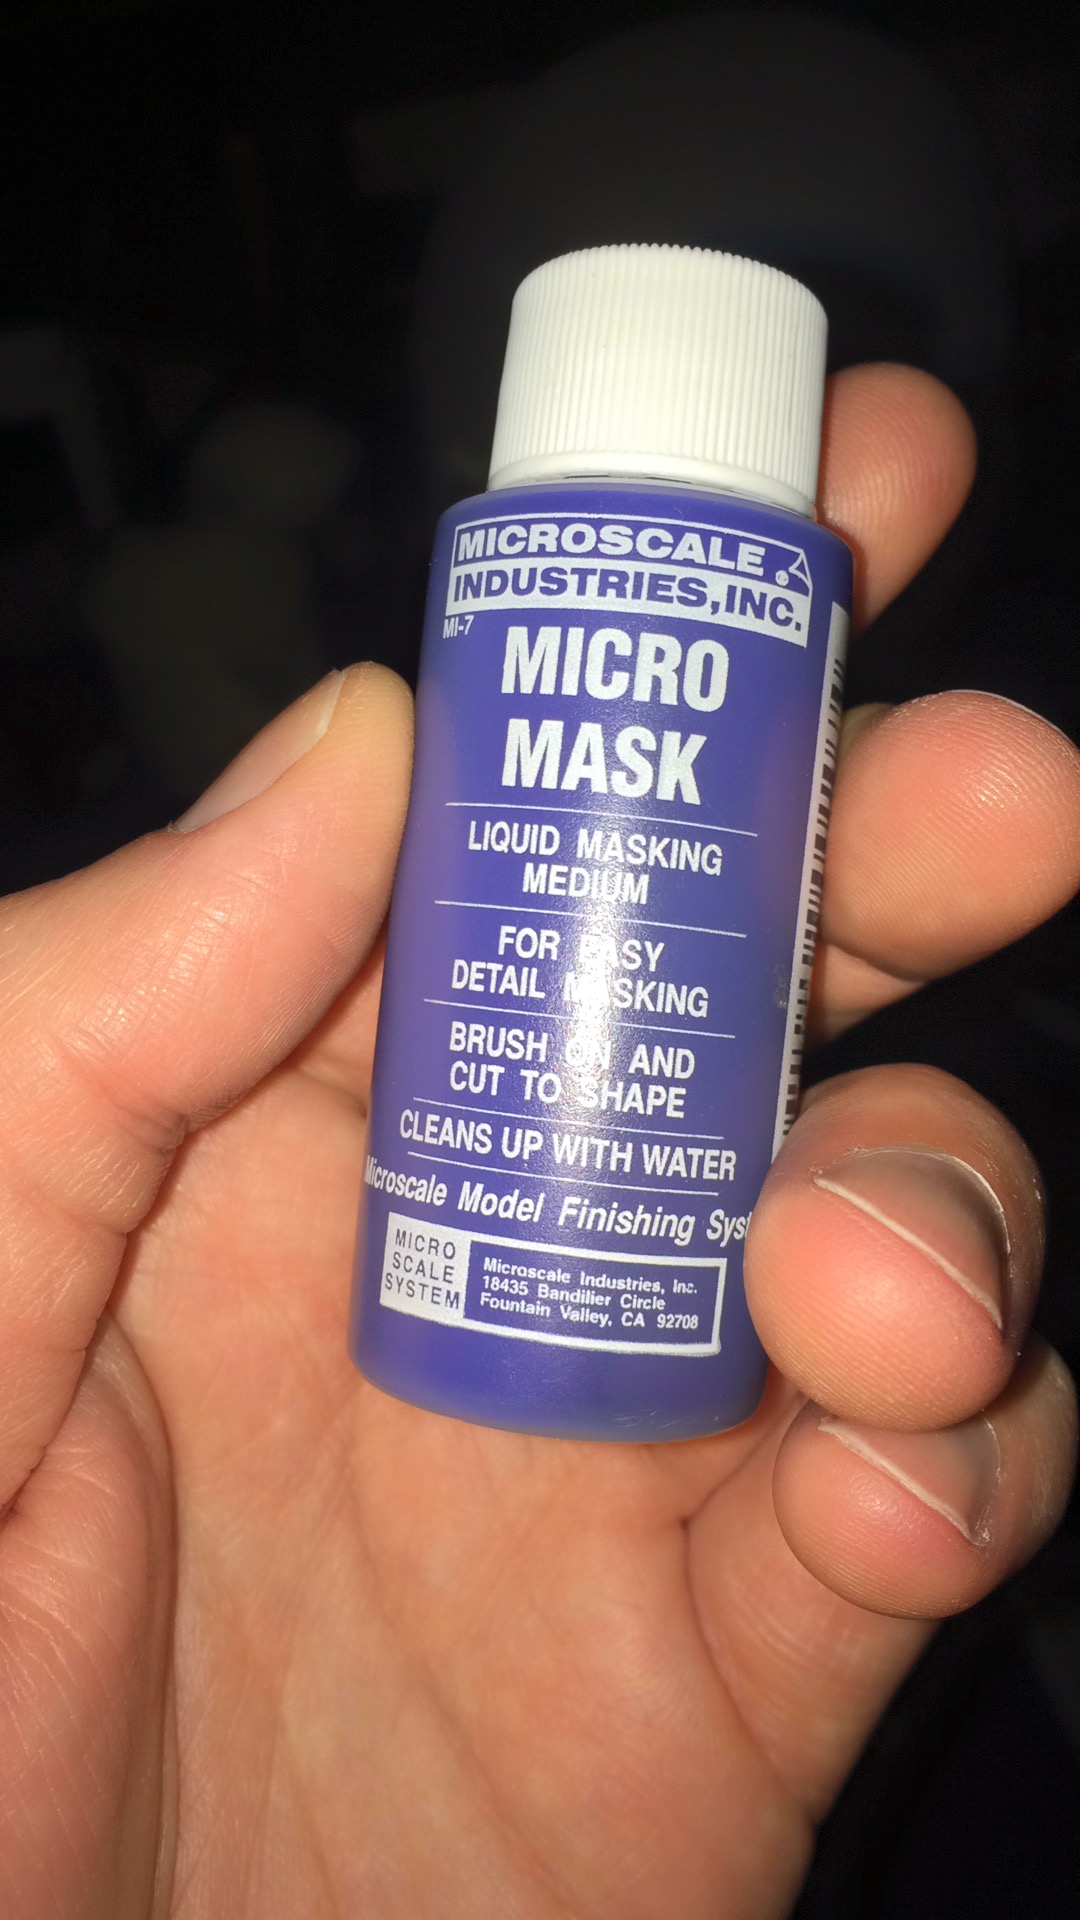 MICROSCALE
INDUSTRIES, INC.
MI-7
MICRO
MASK
LIQUID MASKING
MEDIUM
FOR EASY
DETAIL MASKING
BRUSH ON AND
CUT TO SHAPE
CLEANS UP WITH WATER
Microscale Model Finishing Syst
MICRO
SCALE
SYSTEM
Microscale Industries, Inc.
18435 Bandilier Circle
Fountain Valley, CA 92708